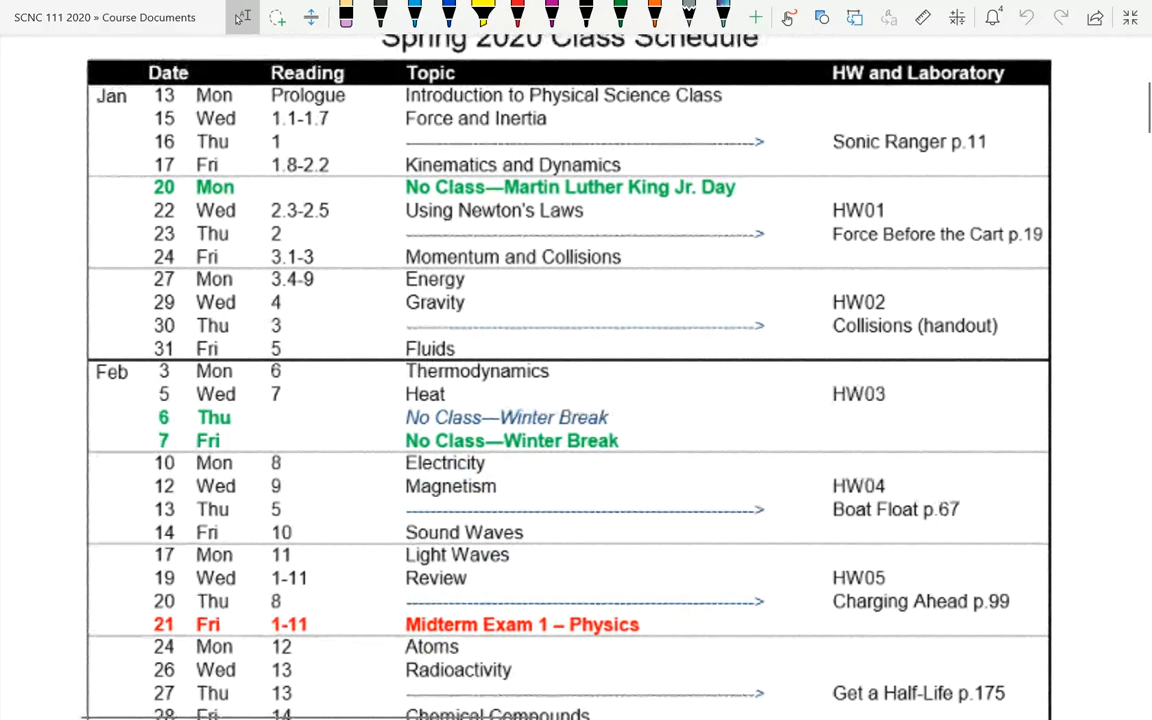 SCNC 111 2020 » Course Documents
Spring 2020 Class Schedule
Date Reading Topic HW and Laboratory
Jan 13 Mon Prologue Introduction to Physical Science Class
15 Wed 1.1-1.7 Force and Inertia
16 Thu 1 --------------------> Sonic Ranger p.11
17 Fri 1.8-2.2 Kinematics and Dynamics
20 Mon No Class—Martin Luther King Jr. Day
22 Wed 2.3-2.5 Using Newton's Laws HW01
23 Thu 2 --------------------> Force Before the Cart p.19
24 Fri 3.1-3 Momentum and Collisions
27 Mon 3.4-9 Energy
29 Wed 4 Gravity HW02
30 Thu 3 --------------------> Collisions (handout)
31 Fri 5 Fluids
Feb 3 Mon 6 Thermodynamics
5 Wed 7 Heat HW03
6 Thu No Class—Winter Break
7 Fri No Class—Winter Break
10 Mon 8 Electricity
12 Wed 9 Magnetism HW04
13 Thu 5 --------------------> Boat Float p.67
14 Fri 10 Sound Waves
17 Mon 11 Light Waves
19 Wed 1-11 Review HW05
20 Thu 8 --------------------> Charging Ahead p.99
21 Fri 1-11 Midterm Exam 1 – Physics
24 Mon 12 Atoms
26 Wed 13 Radioactivity
27 Thu 13 --------------------> Get a Half-Life p.175
28 Fri 14 Chemical Compounds